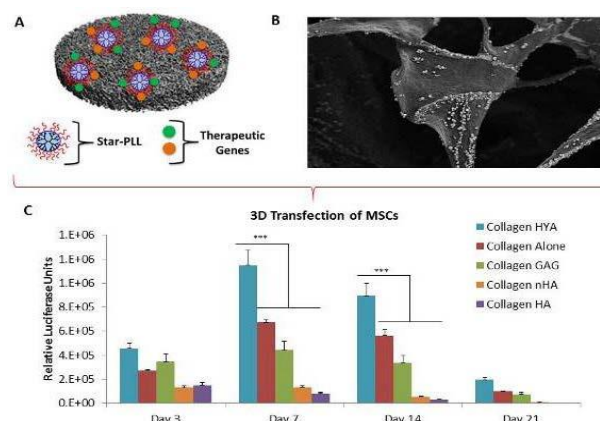 A
B
Star-PLL
Therapeutic
Genes
C
3D Transfection of MSCs
Relative Luciferase Units
1.E+06
1.E+06
1.E+06
8.E+05
6.E+05
4.E+05
2.E+05
0.E+00
***
***
Collagen HYA
Collagen Alone
Collagen GAG
Collagen nHA
Collagen HA
Day 3
Day 7
Day 14
Day 21